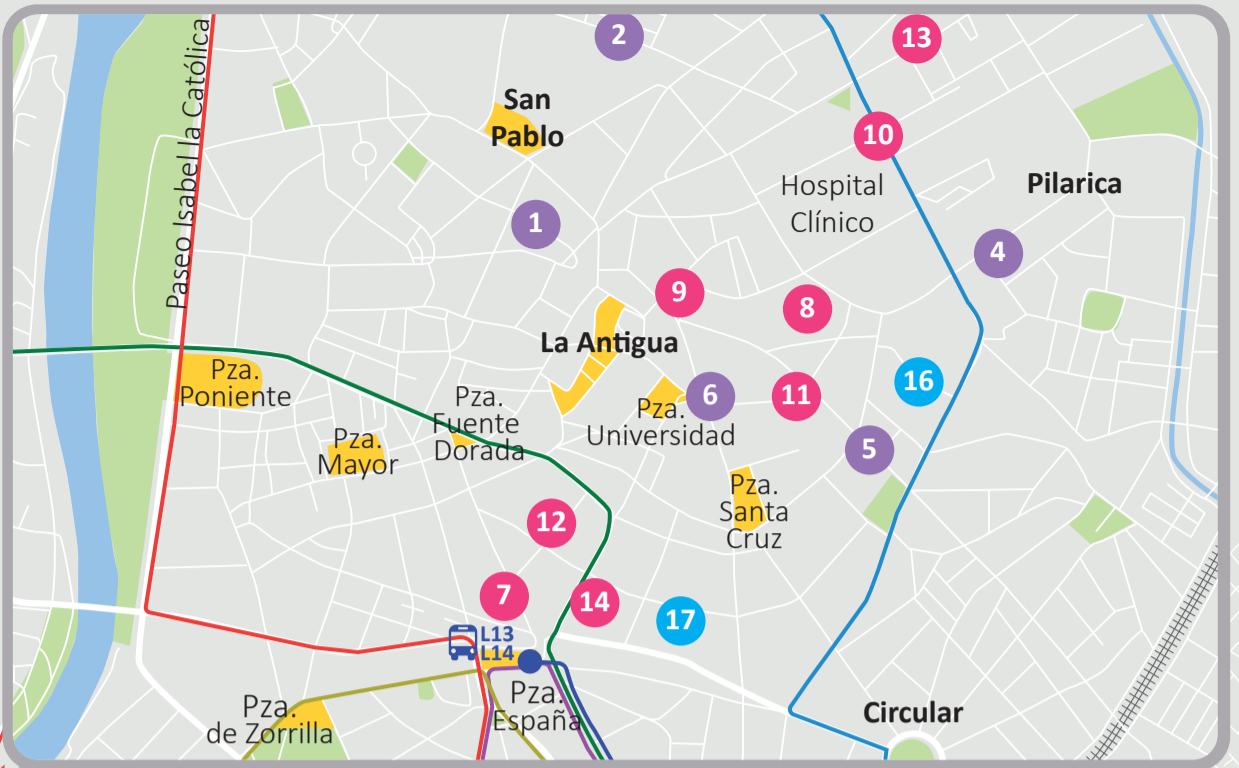 2
13
Paseo Isabel la Católica
San
Pablo
10
Hospital
Clínico
Pilarica
1
4
9
8
La Antigua
Pza.
Poniente
16
Pza.
Fuente
Dorada
Pza.
Universidad
6
11
Pza.
Mayor
5
Pza.
Santa
Cruz
12
7
14
17
L13
L14
Pza.
España
Pza.
de Zorrilla
Circular